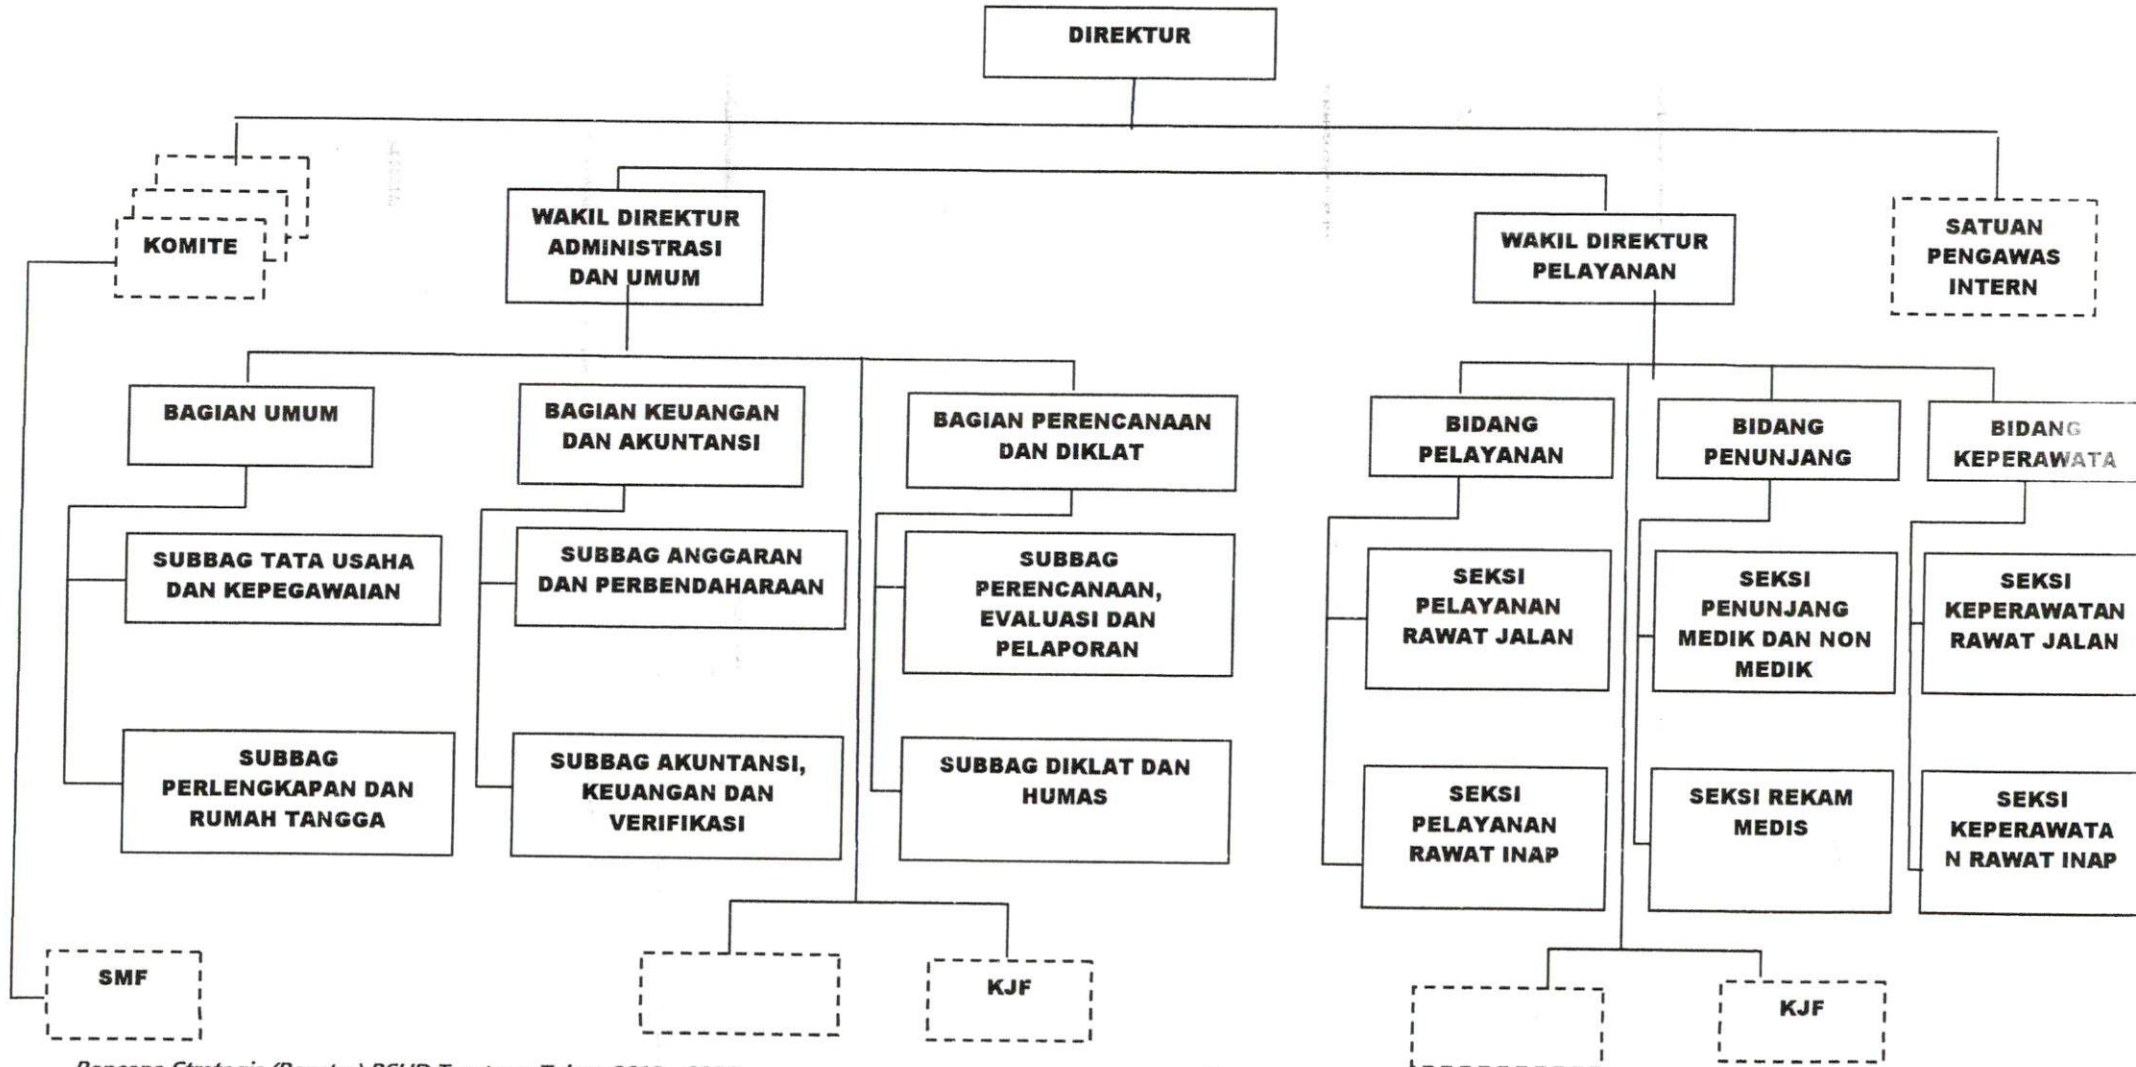 DIREKTUR
KOMITE
WAKIL DIREKTUR
ADMINISTRASI
DAN UMUM
WAKIL DIREKTUR
PELAYANAN
SATUAN
PENGAWAS
INTERN
BAGIAN UMUM
BAGIAN KEUANGAN
DAN AKUNTANSI
BAGIAN PERENCANAAN
DAN DIKLAT
BIDANG
PELAYANAN
BIDANG
PENUNJANG
BIDANG
KEPERAWATA
SUBBAG TATA USAHA
DAN KEPEGAWAIAN
SUBBAG ANGGARAN
DAN PERBENDAHARAAN
SUBBAG
PERENCANAAN,
EVALUASI DAN
PELAPORAN
SEKSI
PELAYANAN
RAWAT JALAN
SEKSI
PENUNJANG
MEDIK DAN NON
MEDIK
SEKSI
KEPERAWATAN
RAWAT JALAN
SUBBAG
PERLENGKAPAN DAN
RUMAH TANGGA
SUBBAG AKUNTANSI,
KEUANGAN DAN
VERIFIKASI
SUBBAG DIKLAT DAN
HUMAS
SEKSI
PELAYANAN
RAWAT INAP
SEKSI REKAM
MEDIS
SEKSI
KEPERAWATA
N RAWAT INAP
SMF
KJF
KJF